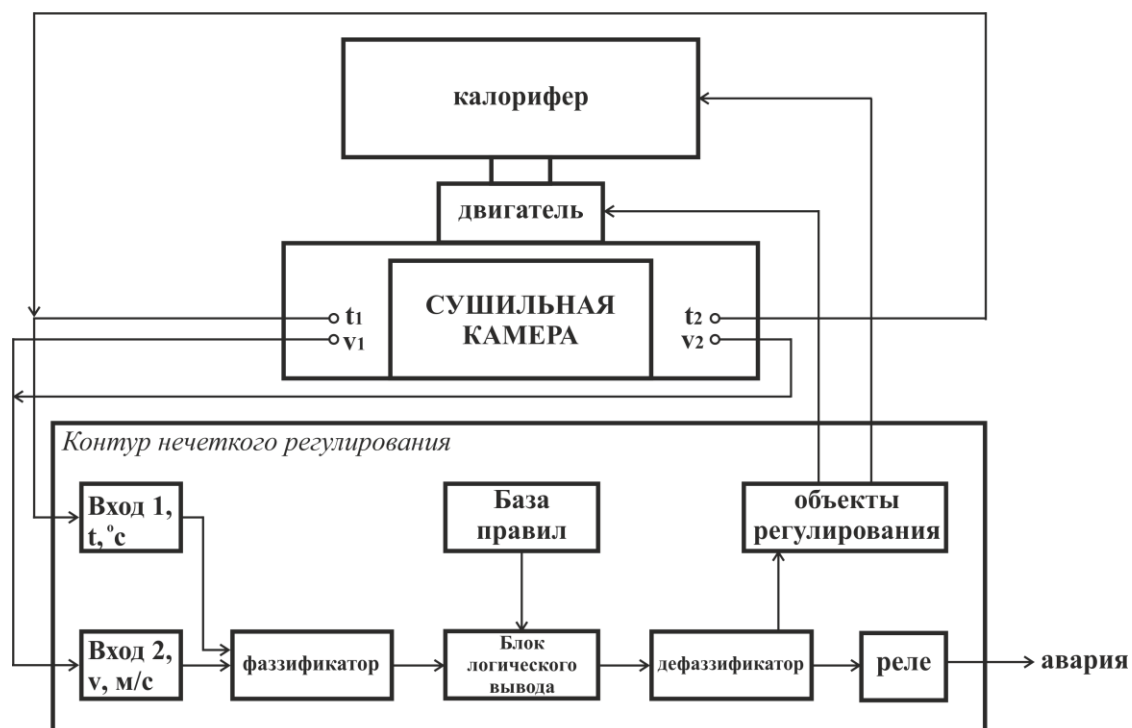 калорифер
двигатель
СУШИЛЬНАЯ
КАМЕРА
t1
v1
t2
v2
Контур нечеткого регулирования
Вход 1,
t, °с
База
правил
объекты
регулирования
Вход 2,
v, м/с
фаззификатор
Блок
логического
вывода
дефаззификатор
реле
авария